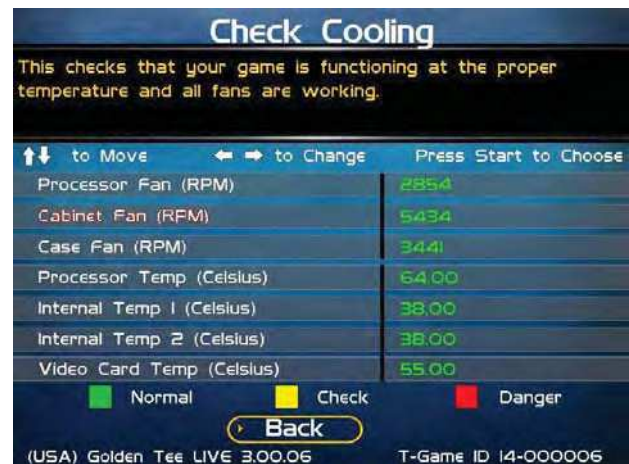 Check Cooling
This checks that your game is functioning at the proper
temperature and all fans are working.
to Move to Change Press Start to Choose
Processor Fan (RPM) 2854
Cabinet Fan (RPM) 5434
Case Fan (RPM) 3441
Processor Temp (Celsius) 64.00
Internal Temp 1 (Celsius) 38.00
Internal Temp 2 (Celsius) 38.00
Video Card Temp (Celsius) 55.00
Normal Check Danger
Back
(USA) Golden Tee LIVE 3.00.06 T-Game ID 14-000006